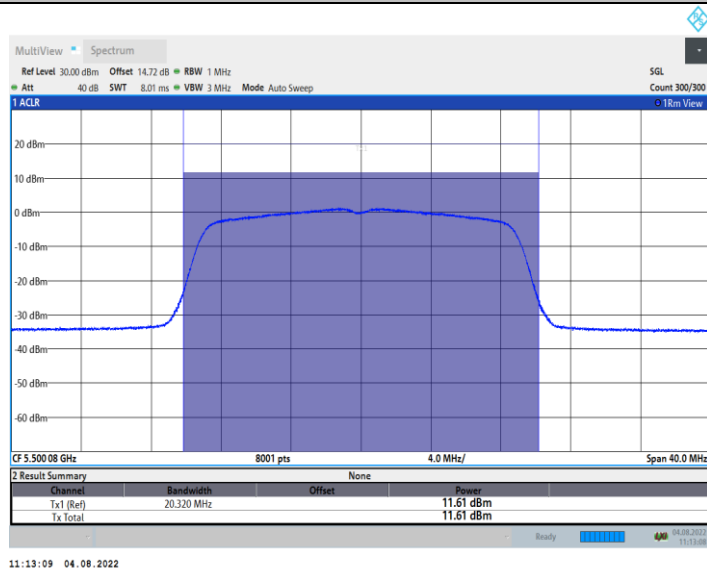 MultiView Spectrum
Ref Level 30.00 dBm Offset 14.72 dB RBW 1 MHz SGL
Att 40 dB SWT 8.01 ms VBW 3 MHz Mode Auto Sweep Count 300/300
1 ACLR 1Rm View
20 dBm
10 dBm
0 dBm
-10 dBm
-20 dBm
-30 dBm
-40 dBm
-50 dBm
-60 dBm
CF 5.500 08 GHz 8001 pts 4.0 MHz/ Span 40.0 MHz
2 Result Summary None
Channel Bandwidth Offset Power
Tx1 (Ref) 20.320 MHz 11.61 dBm
Tx Total 11.61 dBm
Ready 04.08.2022
11:13:08
11:13:09 04.08.2022